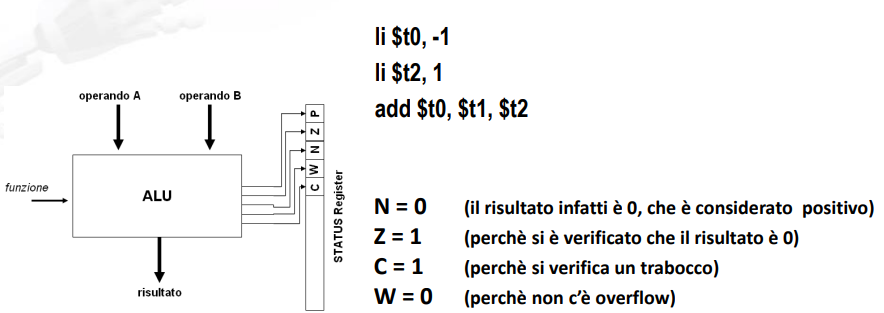 li $t0, -1
li $t2, 1
add $t0, $t1, $t2
operando A operando B
P
N Z
N
W
C
funzione
ALU
STATUS Register
risultato
N = 0 (il risultato infatti è 0, che è considerato positivo)
Z = 1 (perchè si è verificato che il risultato è 0)
C = 1 (perchè si verifica un trabocco)
W = 0 (perchè non c'è overflow)